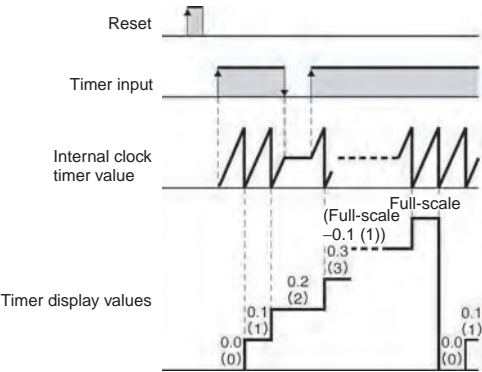 Reset
Timer input
Internal clock
timer value
Full-scale
(Full-scale
−0.1 (1))
0.3
(3)
0.2
(2)
Timer display values
0.1
(1)
0.1
(1)
0.0
(0)
0.0
(0)